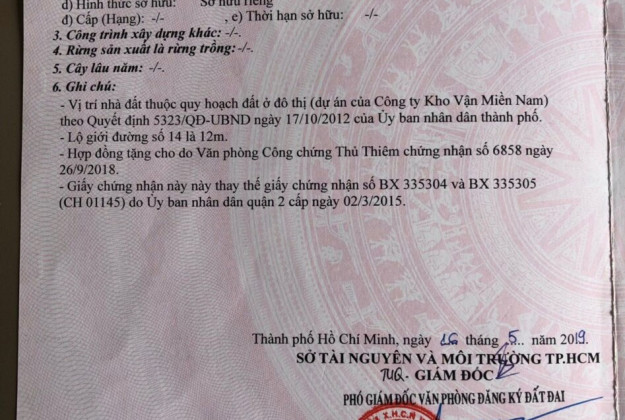 d) Hình thức sở hữu: Sở hữu riêng
đ) Cấp (Hạng): -/- , e) Thời hạn sở hữu: -/-
3. Công trình xây dựng khác: -/-.
4. Rừng sản xuất là rừng trồng: -/-.
5. Cây lâu năm: -/-.
6. Ghi chú:
- Vị trí nhà đất thuộc quy hoạch đất ở đô thị (dự án của Công ty Kho Vận Miền Nam)
theo Quyết định 5323/QĐ-UBND ngày 17/10/2012 của Ủy ban nhân dân thành phố.
- Lộ giới đường số 14 là 12m.
- Hợp đồng tặng cho do Văn phòng Công chứng Thủ Thiêm chứng nhận số 6858 ngày
26/9/2018.
- Giấy chứng nhận này này thay thế giấy chứng nhận số BX 335304 và BX 335305
(CH 01145) do Ủy ban nhân dân quận 2 cấp ngày 02/3/2015.
Thành phố Hồ Chí Minh, ngày 16 tháng 5.. năm 2019.
SỞ TÀI NGUYÊN VÀ MÔI TRƯỜNG TP.HCM
TUQ. GIÁM ĐỐC
PHÓ GIÁM ĐỐC VĂN PHÒNG ĐĂNG KÝ ĐẤT ĐAI
X.H.C.N